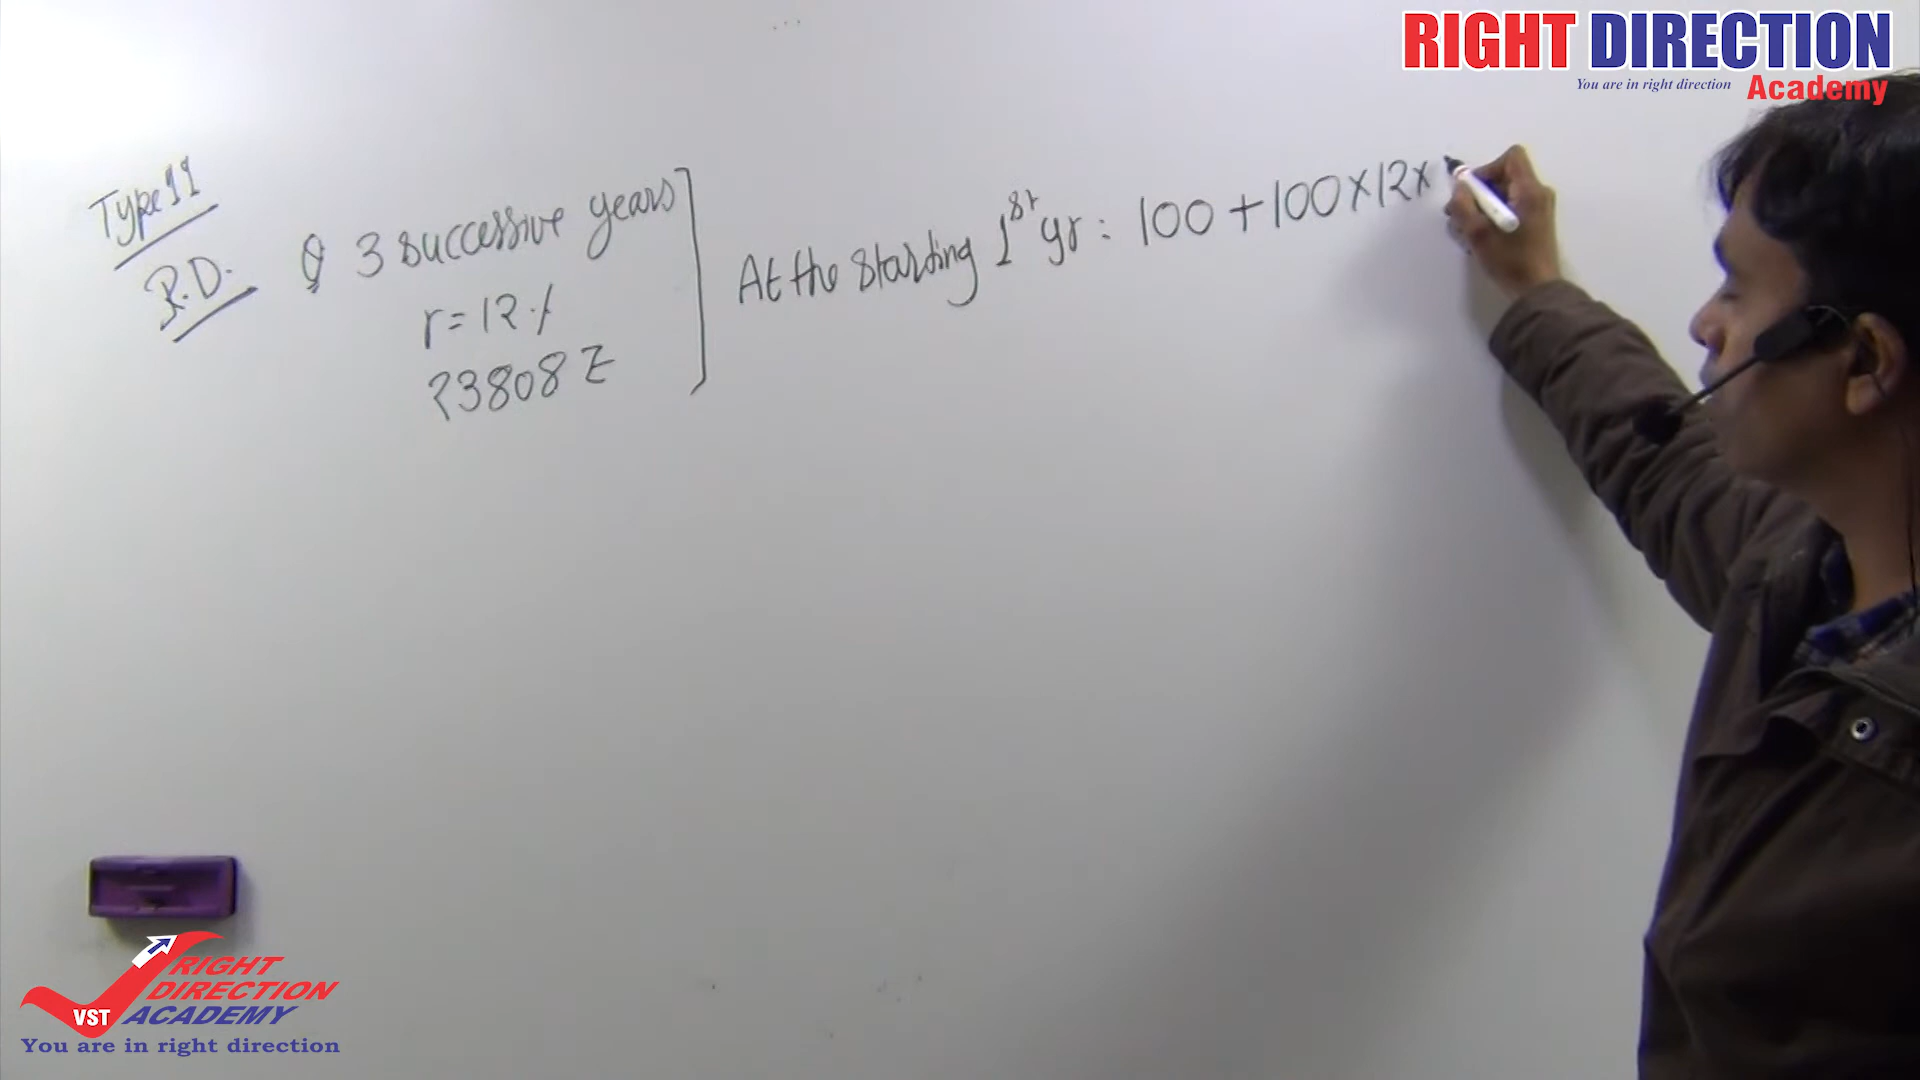 RIGHT DIRECTION
You are in right direction Academy
Type 11
R.D.
Q 3 successive years
r = 12 %
₹3808 Z
At the starting 1st yr : 100 + 100 × 12 ×
RIGHT
DIRECTION
VST ACADEMY
You are in right direction